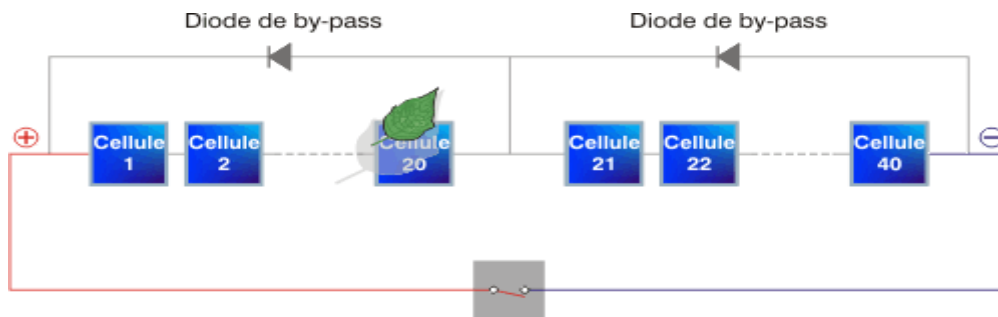 Diode de by-pass
Diode de by-pass
+
Cellule
1
Cellule
2
Cellule
20
Cellule
21
Cellule
22
Cellule
40
−